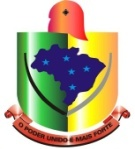 O PODER UNIDO É MAIS FORTE